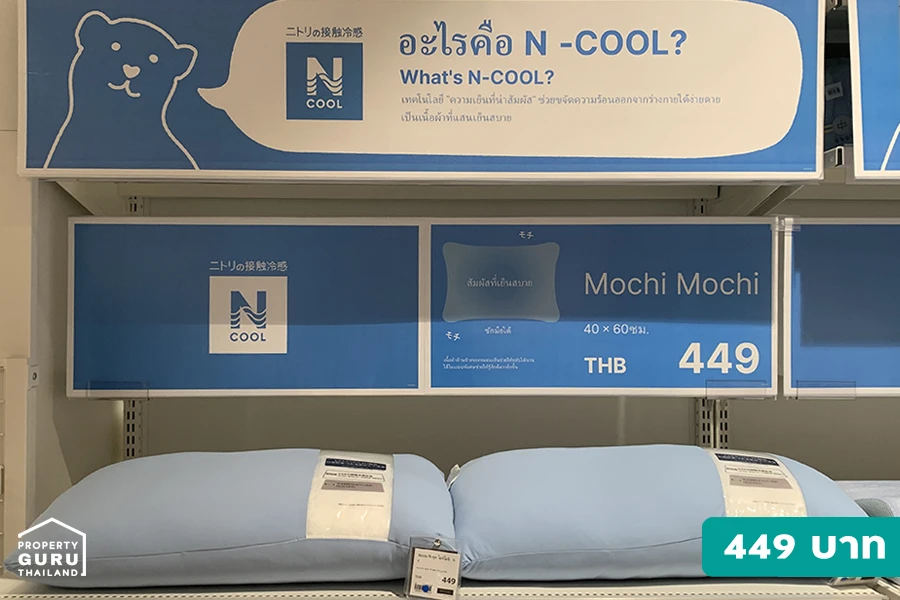 ニトリの接触冷感
N
COOL
อะไรคือ N -COOL?
What's N-COOL?
เทคโนโลยี "ความเย็นที่น่าสัมผัส" ช่วยขจัดความร้อนออกจากร่างกายได้ง่ายดาย
เป็นเนื้อผ้าที่แสนเย็นสบาย
ニトリの接触冷感
N
COOL
モチ
สัมผัสที่เย็นสบาย
モチ
ซักมือได้
Mochi Mochi
40 × 60ซม.
THB 449
449
PROPERTY
GURU
THAILAND
449 บาท